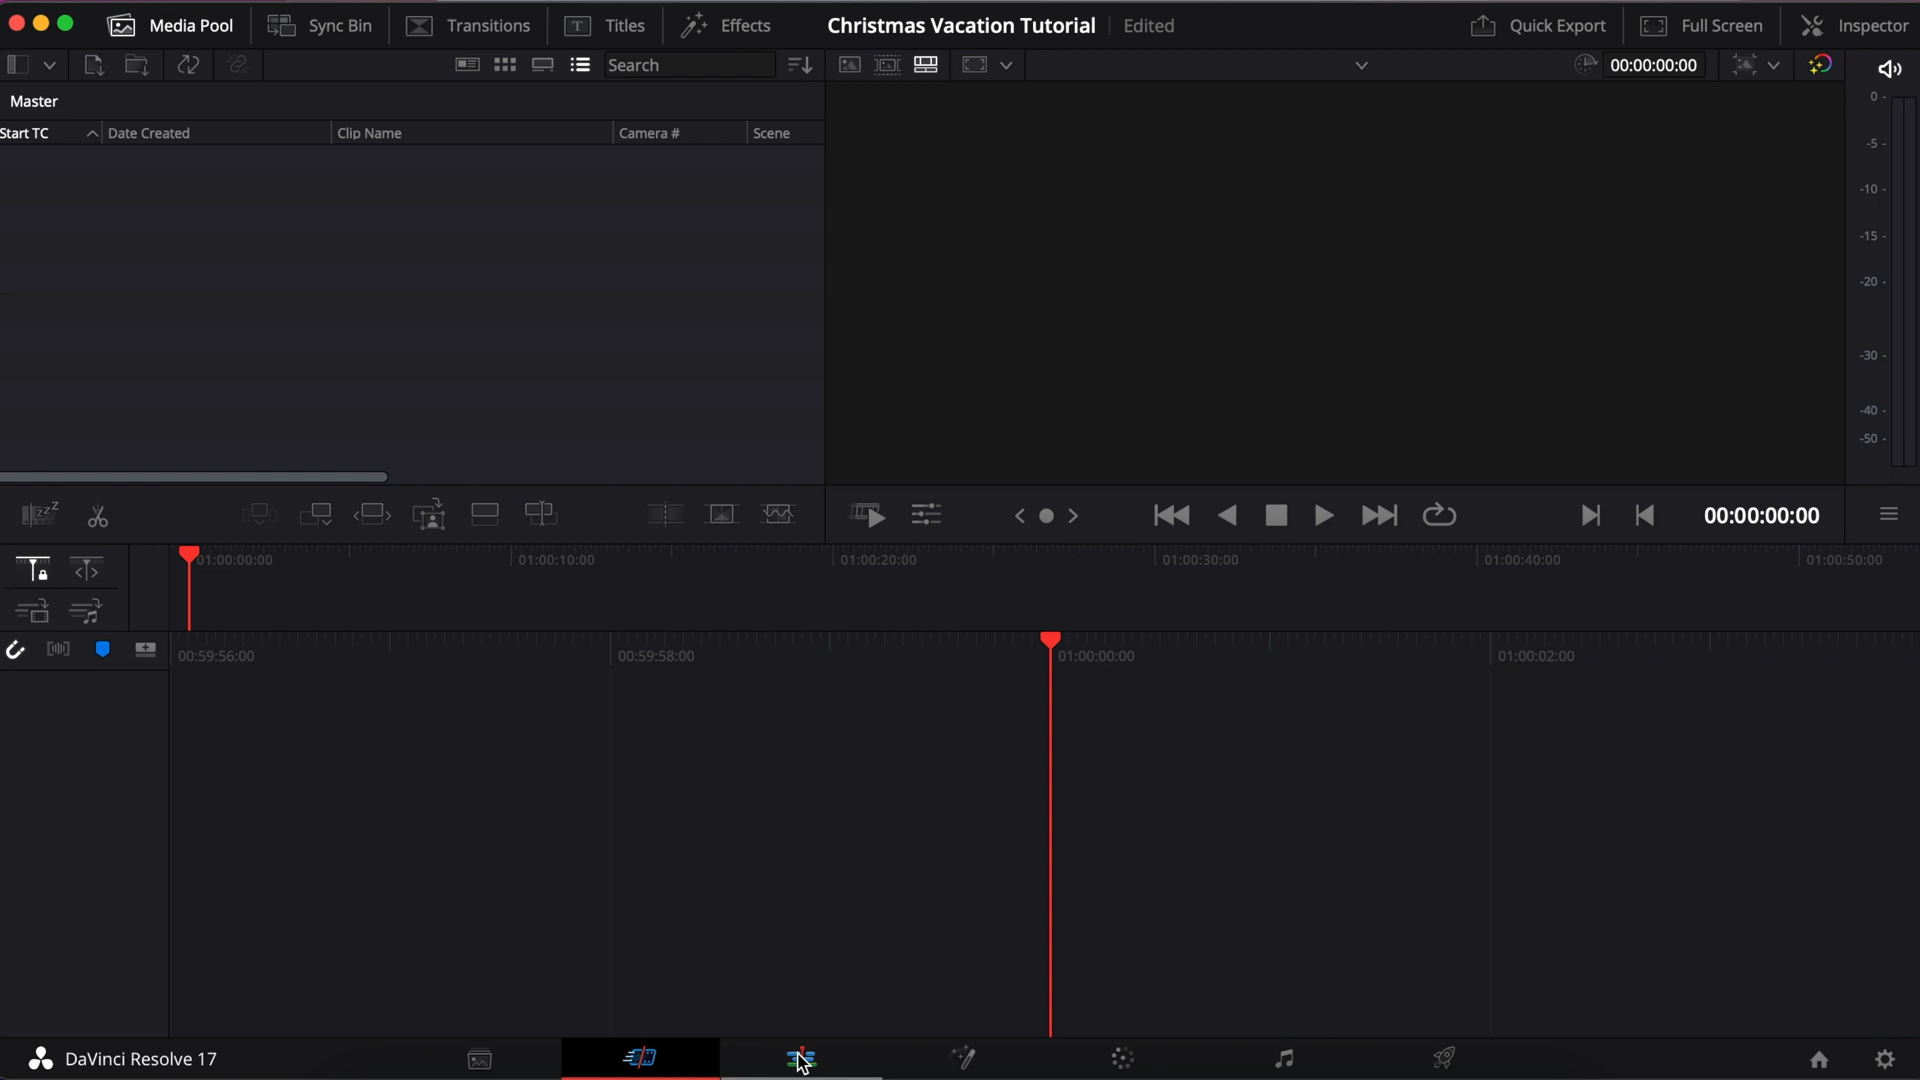 Media Pool Sync Bin Transitions Titles Effects Christmas Vacation Tutorial Edited Quick Export Full Screen Inspector
Search 00:00:00:00
Master
Start TC Date Created Clip Name Camera # Scene
0
-5
-10
-15
-20
-30
-40
-50
00:00:00:00
01:00:00:00 01:00:10:00 01:00:20:00 01:00:30:00 01:00:40:00 01:00:50:00
00:59:56:00 00:59:58:00 01:00:00:00 01:00:02:00
DaVinci Resolve 17